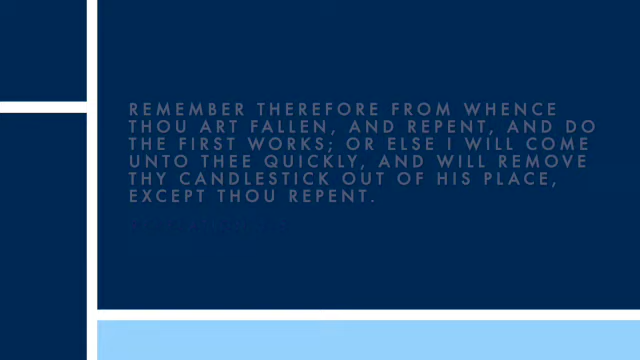 REMEMBER THEREFORE FROM WHENCE
THOU ART FALLEN, AND REPENT, AND DO
THE FIRST WORKS; OR ELSE I WILL COME
UNTO THEE QUICKLY, AND WILL REMOVE
THY CANDLESTICK OUT OF HIS PLACE,
EXCEPT THOU REPENT.